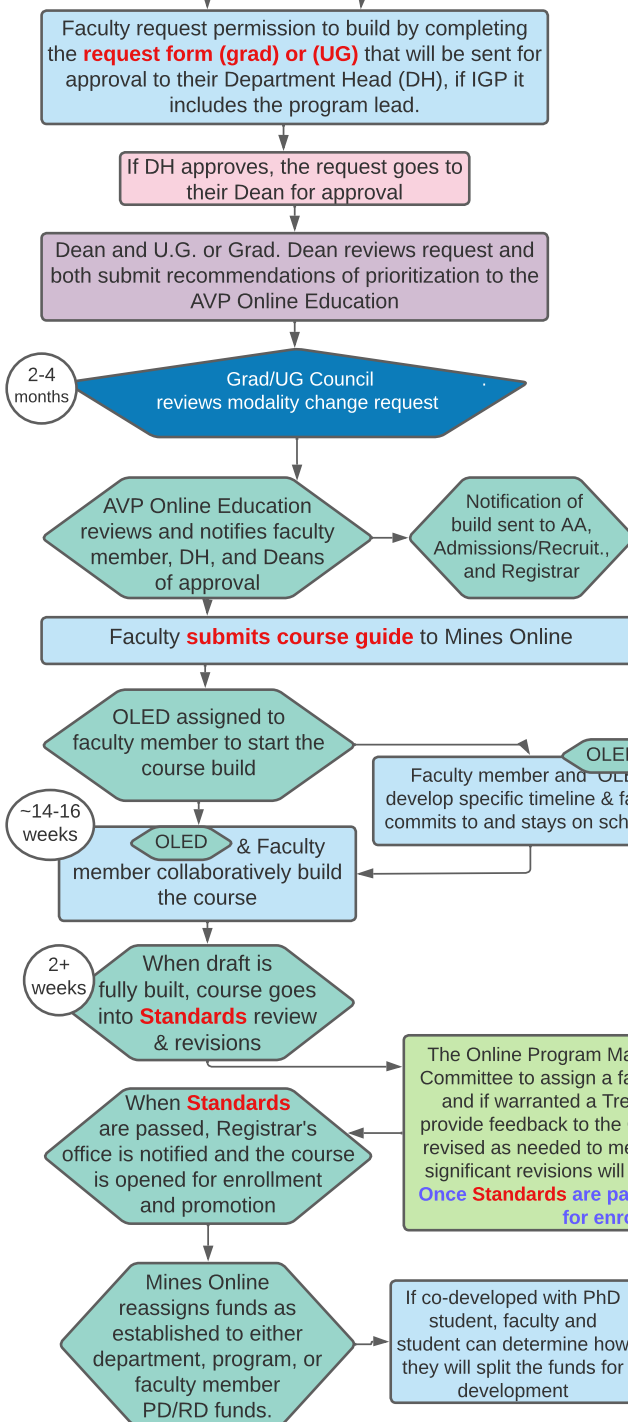 Faculty request permission to build by completing
the request form (grad) or (UG) that will be sent for
approval to their Department Head (DH), if IGP it
includes the program lead.
If DH approves, the request goes to
their Dean for approval
Dean and U.G. or Grad. Dean reviews request and
both submit recommendations of prioritization to the
AVP Online Education
2-4
months
Grad/UG Council
reviews modality change request
.
AVP Online Education
reviews and notifies faculty
member, DH, and Deans
of approval
Notification of
build sent to AA,
Admissions/Recruit.,
and Registrar
Faculty submits course guide to Mines Online
OLED assigned to
faculty member to start the
course build
Faculty member and
develop specific timeline &
commits to and stays on
~14-16
weeks
OLED & Faculty
member collaboratively build
the course
2+
weeks
When draft is
fully built, course goes
into Standards review
& revisions
The Online Program
Committee to assign a
and if warranted a
provide feedback to the
revised as needed to
significant revisions will
Once Standards are
for
When Standards
are passed, Registrar's
office is notified and the course
is opened for enrollment
and promotion
Mines Online
reassigns funds as
established to either
department, program, or
faculty member
PD/RD funds.
If co-developed with PhD
student, faculty and
student can determine how
they will split the funds for
development